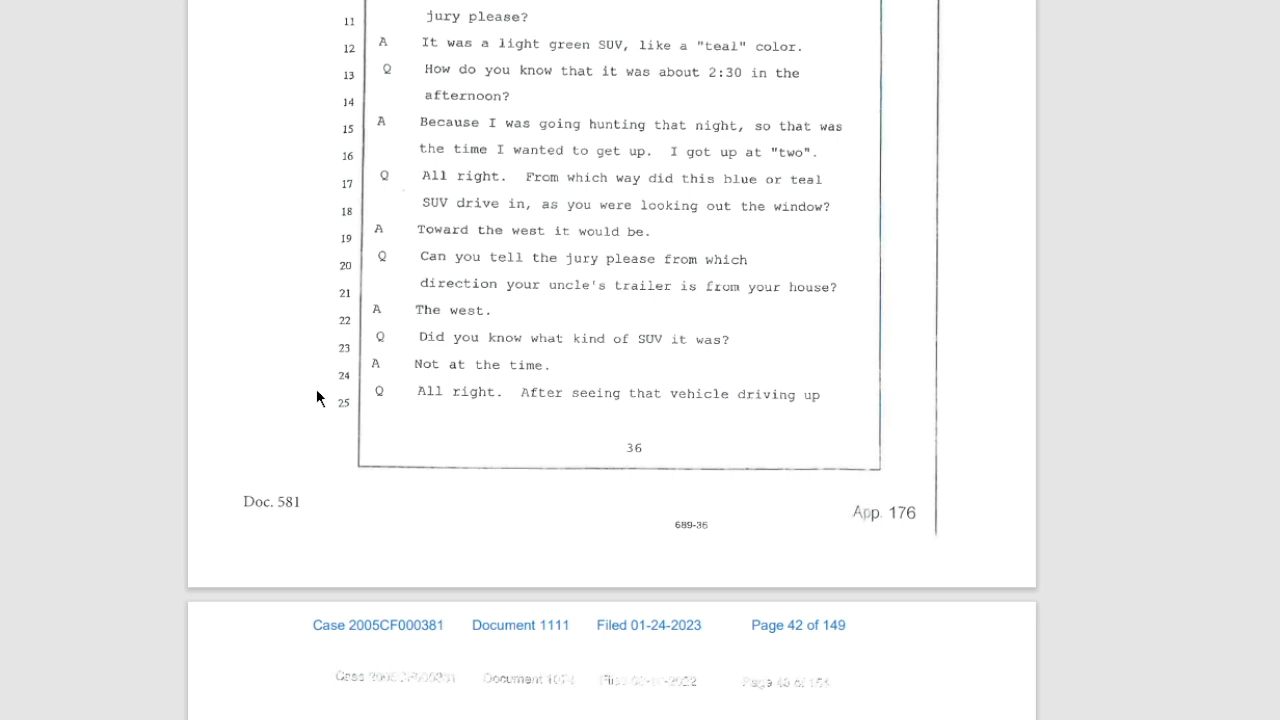 11 jury please?
12 A It was a light green SUV, like a "teal" color.
13 Q How do you know that it was about 2:30 in the
14 afternoon?
15 A Because I was going hunting that night, so that was
16 the time I wanted to get up. I got up at "two".
17 Q All right. From which way did this blue or teal
18 SUV drive in, as you were looking out the window?
19 A Toward the west it would be.
20 Q Can you tell the jury please from which
21 direction your uncle's trailer is from your house?
22 A The west.
23 Q Did you know what kind of SUV it was?
24 A Not at the time.
25 Q All right. After seeing that vehicle driving up
36
Doc. 581
App. 176
689-36
Case 2005CF000381 Document 1111 Filed 01-24-2023 Page 42 of 149
Case Document Page of